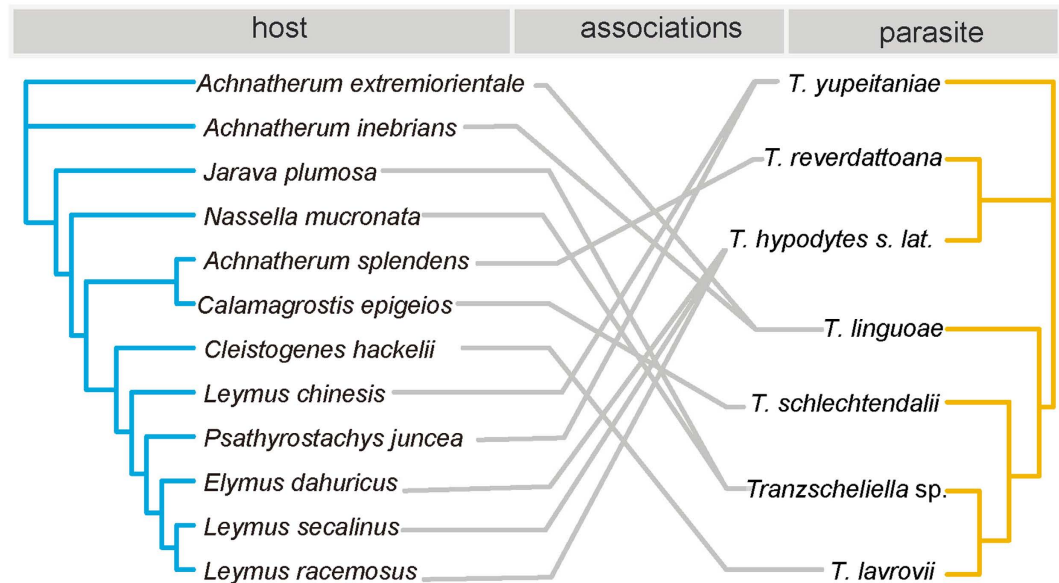 host associations parasite
Achnatherum extremiorientale
Achnatherum inebrians
Jarava plumosa
Nassella mucronata
Achnatherum splendens
Calamagrostis epigeios
Cleistogenes hackelii
Leymus chinesis
Psathyrostachys juncea
Elymus dahuricus
Leymus secalinus
Leymus racemosus
T. yupeitaniae
T. reverdattoana
T. hypodytes s. lat.
T. linguoae
T. schlechtendalii
Tranzscheliella sp.
T. lavrovii